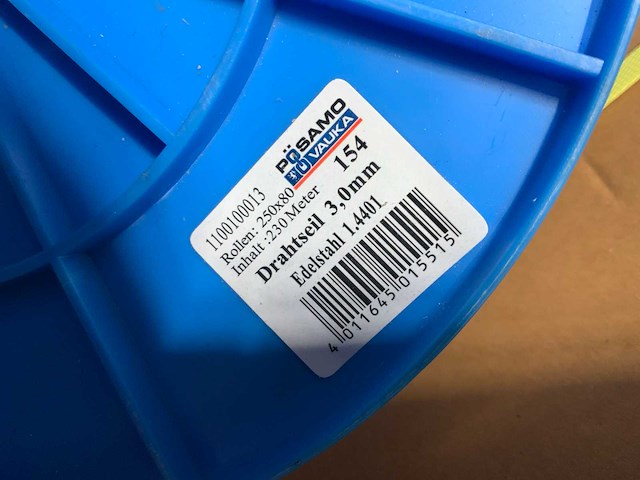 PÖSAMO
VAUKA
154
1100100013
Rollen: 250x80
Inhalt :230 Meter
Drahtseil 3,0mm
Edelstahl 1.4401
4 011645 015515